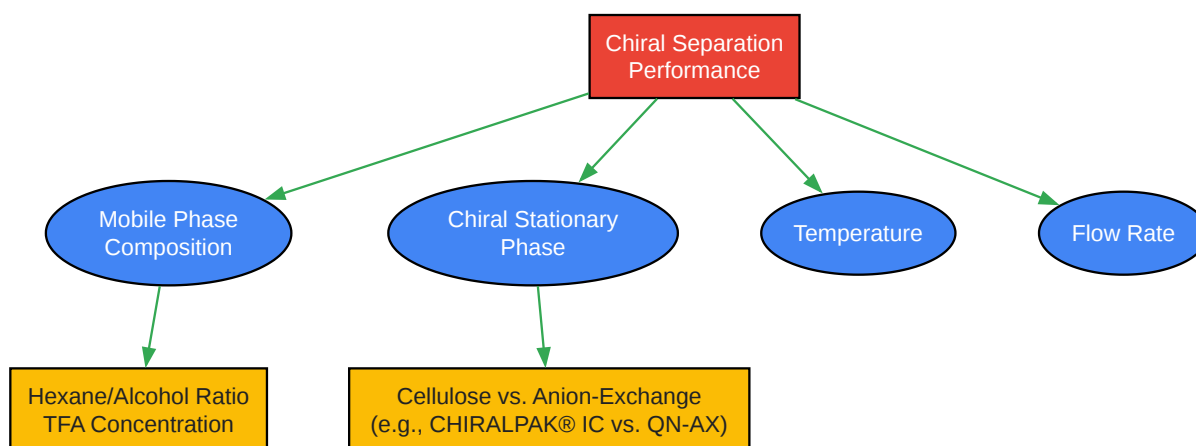 Chiral Separation
Performance
Mobile Phase
Composition
Chiral Stationary
Phase
Temperature
Flow Rate
Hexane/Alcohol Ratio
TFA Concentration
Cellulose vs. Anion-Exchange
(e.g., CHIRALPAK® IC vs. QN-AX)